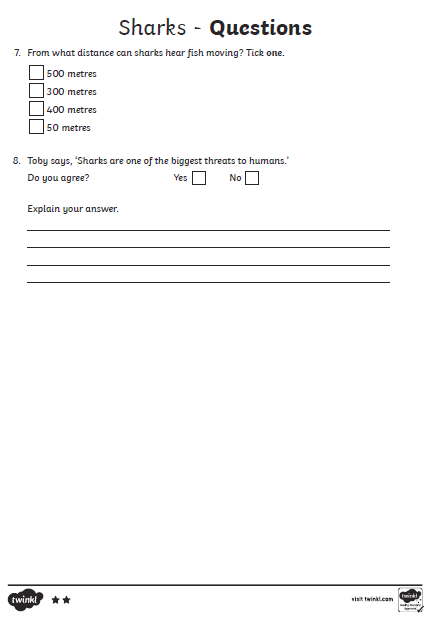 Sharks - Questions
7. From what distance can sharks hear fish moving? Tick one.
500 metres
300 metres
400 metres
50 metres
8. Toby says, ‘Sharks are one of the biggest threats to humans.’
Do you agree? Yes No
Explain your answer.
twinkl visit twinkl.com twinkl